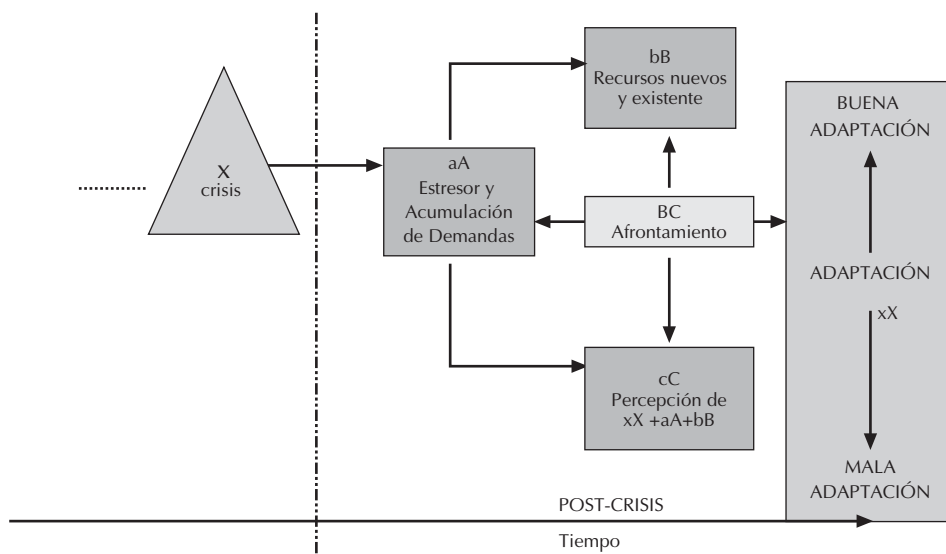 X
crisis
aA
Estresor y
Acumulación
de Demandas
bB
Recursos nuevos
y existente
BC
Afrontamiento
cC
Percepción de
xX +aA+bB
BUENA
ADAPTACIÓN
ADAPTACIÓN
xX
MALA
ADAPTACIÓN
POST-CRISIS
Tiempo